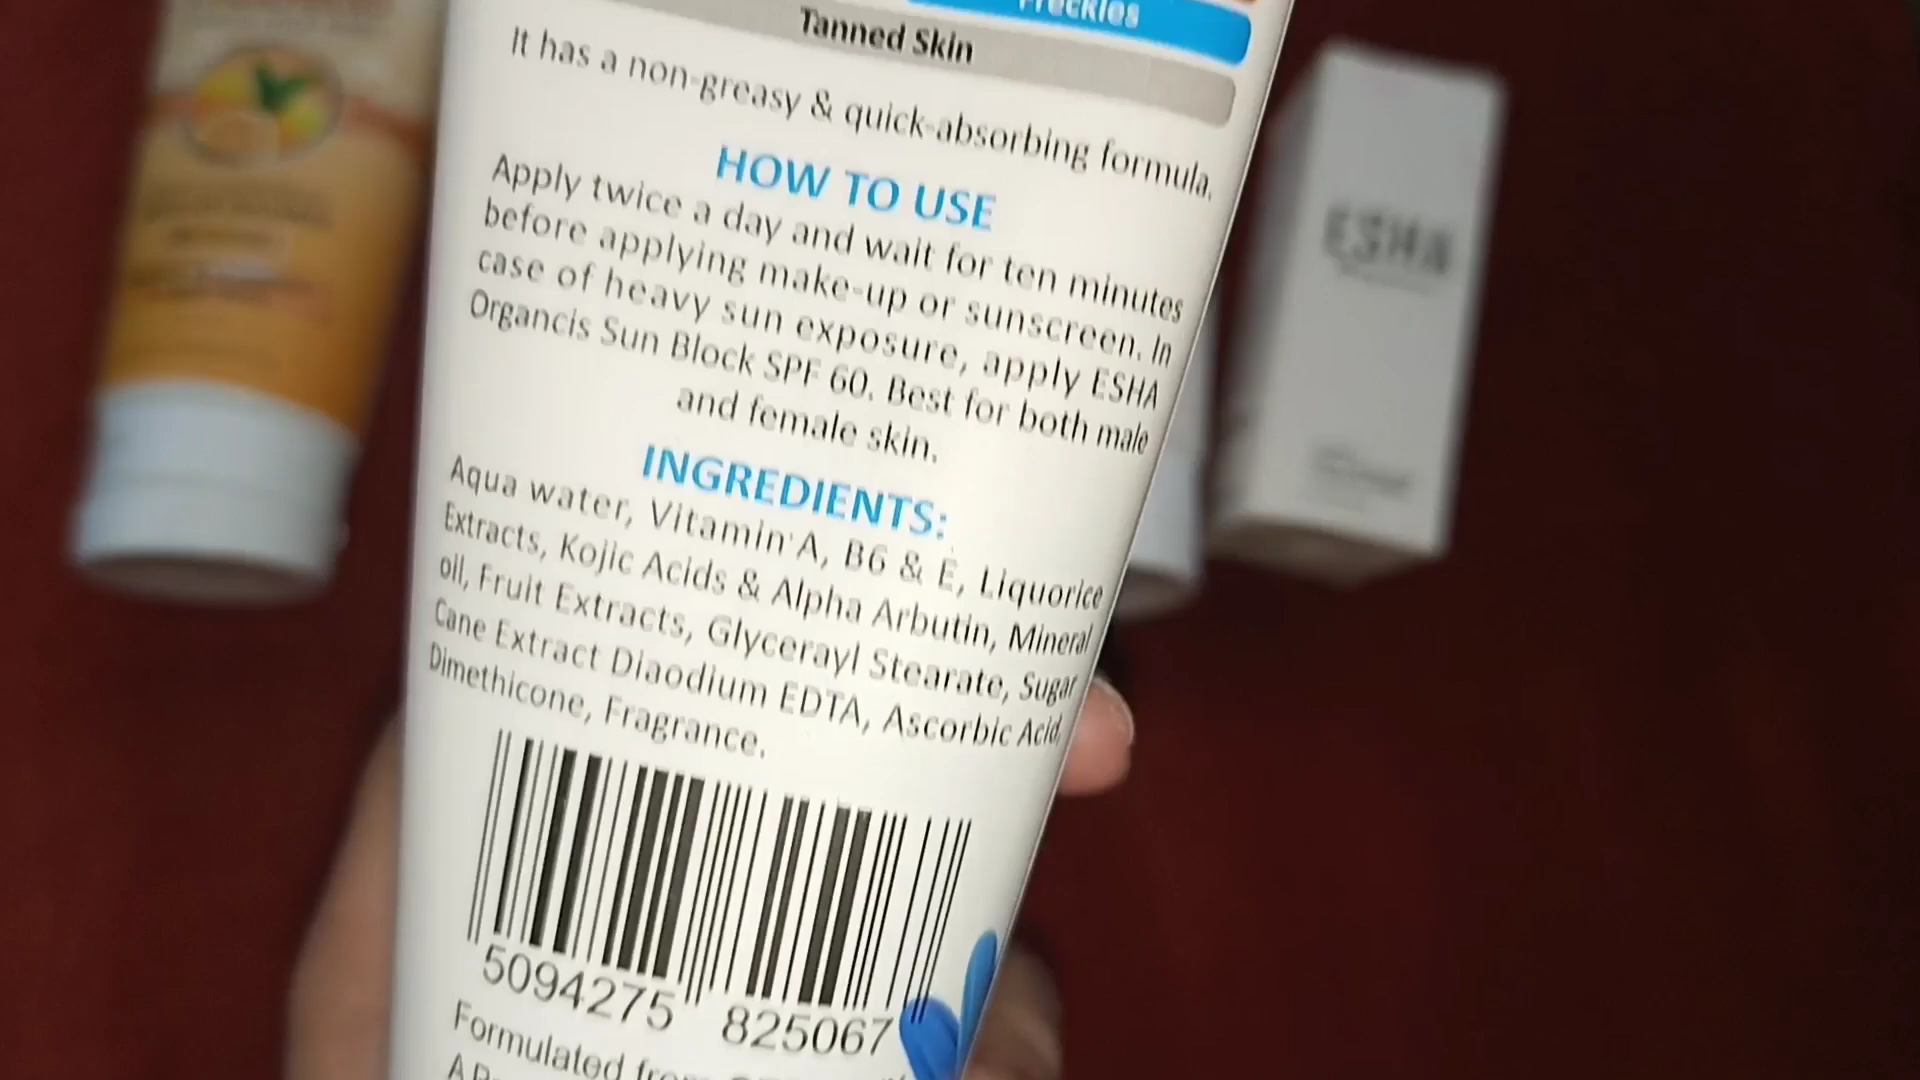 Freckles
Tanned Skin
It has a non-greasy & quick-absorbing formula.
HOW TO USE
Apply twice a day and wait for ten minutes
before applying make-up or sunscreen. In
case of heavy sun exposure, apply ESHA
Organcis Sun Block SPF 60. Best for both male
and female skin.
INGREDIENTS:
Aqua water, Vitamin A, B6 & E, Liquorice
Extracts, Kojic Acids & Alpha Arbutin, Mineral
oil, Fruit Extracts, Glycerayl Stearate, Sugar
Cane Extract Diaodium EDTA, Ascorbic Acid,
Dimethicone, Fragrance.
5094275 825067
Formulated from
A
ESHA